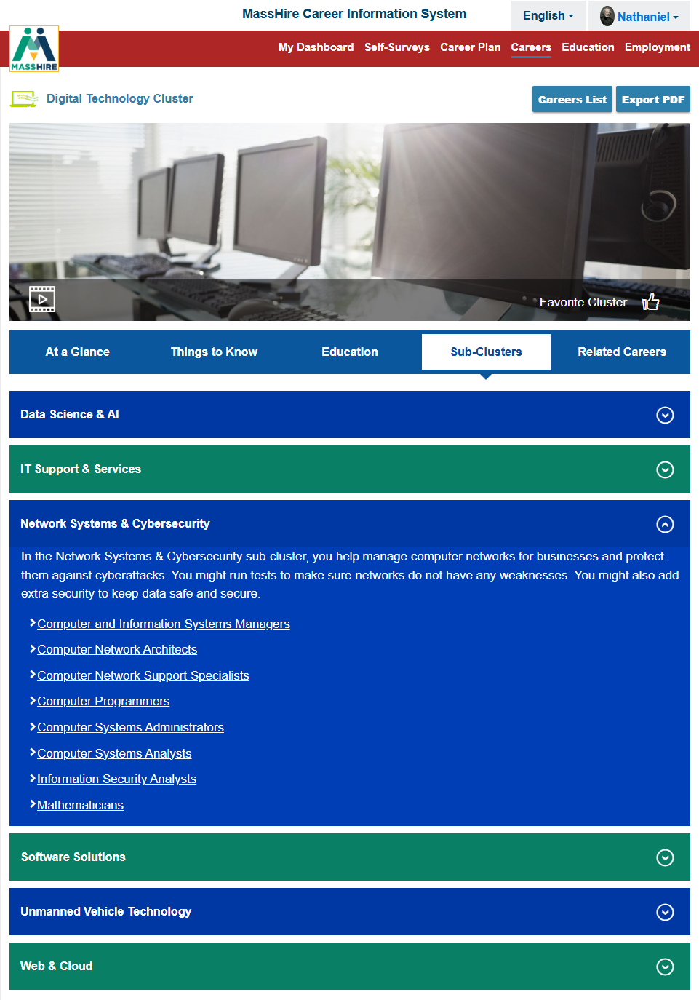 MassHire Career Information System
English
Nathaniel
MASSHIRE
My Dashboard Self-Surveys Career Plan Careers Education Employment
Digital Technology Cluster
Careers List
Export PDF
Favorite Cluster
At a Glance Things to Know Education Sub-Clusters Related Careers
Data Science & AI
IT Support & Services
Network Systems & Cybersecurity
In the Network Systems & Cybersecurity sub-cluster, you help manage computer networks for businesses and protect
them against cyberattacks. You might run tests to make sure networks do not have any weaknesses. You might also add
extra security to keep data safe and secure.
Computer and Information Systems Managers
Computer Network Architects
Computer Network Support Specialists
Computer Programmers
Computer Systems Administrators
Computer Systems Analysts
Information Security Analysts
Mathematicians
Software Solutions
Unmanned Vehicle Technology
Web & Cloud